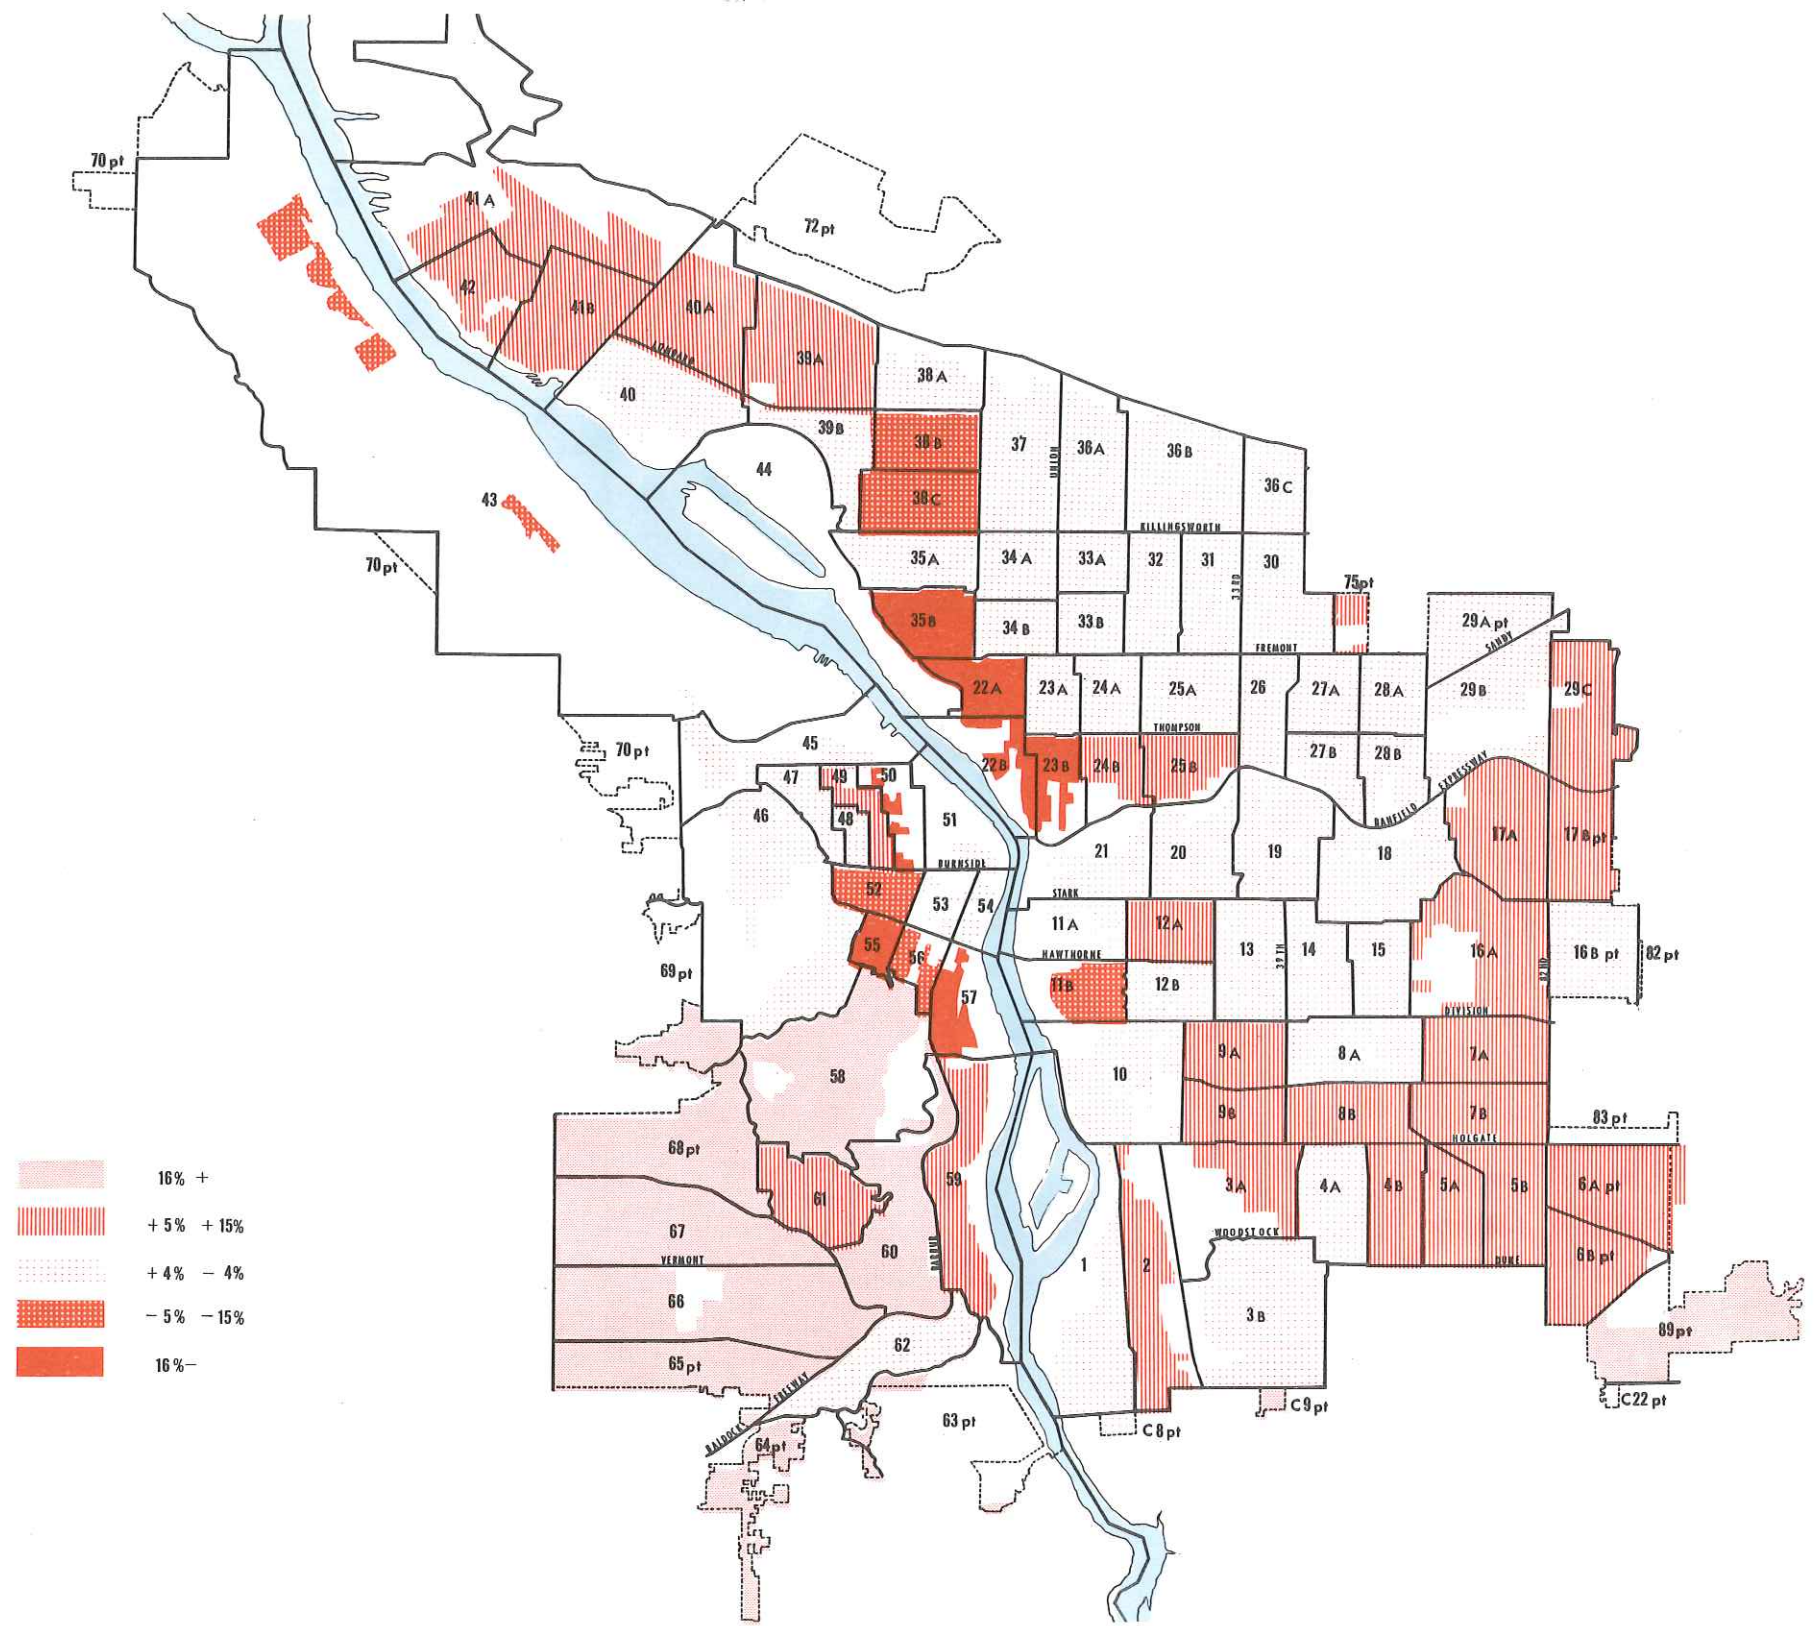 70 pt
41 A
72 pt
42
41 B
40 A
LOMBARD
39 A
38 A
40
39 B
38 B
37
UNION
36 A
36 B
44
36 C
43
38 C
KILLINGSWORTH
70 pt
35 A
34 A
33 A
32
31
33 RD
30
75 pt
35 B
34 B
33 B
29 A pt
SANDY
FREMONT
22 A
23 A
24 A
25 A
26
27 A
28 A
29 B
29 C
THOMPSON
70 pt
45
22 B
23 B
24 B
25 B
27 B
28 B
EXPRESSWAY
47
49
50
46
48
51
BANFIELD
17 A
17 B pt
21
20
19
18
BURNSIDE
52
53
54
STARK
11 A
12 A
13
39 TH
14
15
16 A
82 ND
16 B pt
82 pt
55
56
HAWTHORNE
69 pt
57
11 B
12 B
DIVISION
58
10
9 A
8 A
7 A
9 B
8 B
7 B
83 pt
HOLGATE
68 pt
16% +
61
59
3 A
4 A
4 B
5 A
5 B
6 A pt
+ 5% + 15%
67
60
BARBUR
WOODSTOCK
VERMONT
1
2
DUKE
6 B pt
+ 4% - 4%
66
3 B
- 5% - 15%
62
89 pt
65 pt
16% -
FREEWAY
63 pt
C 8 pt
C 9 pt
C 22 pt
BALDOCK
64 pt